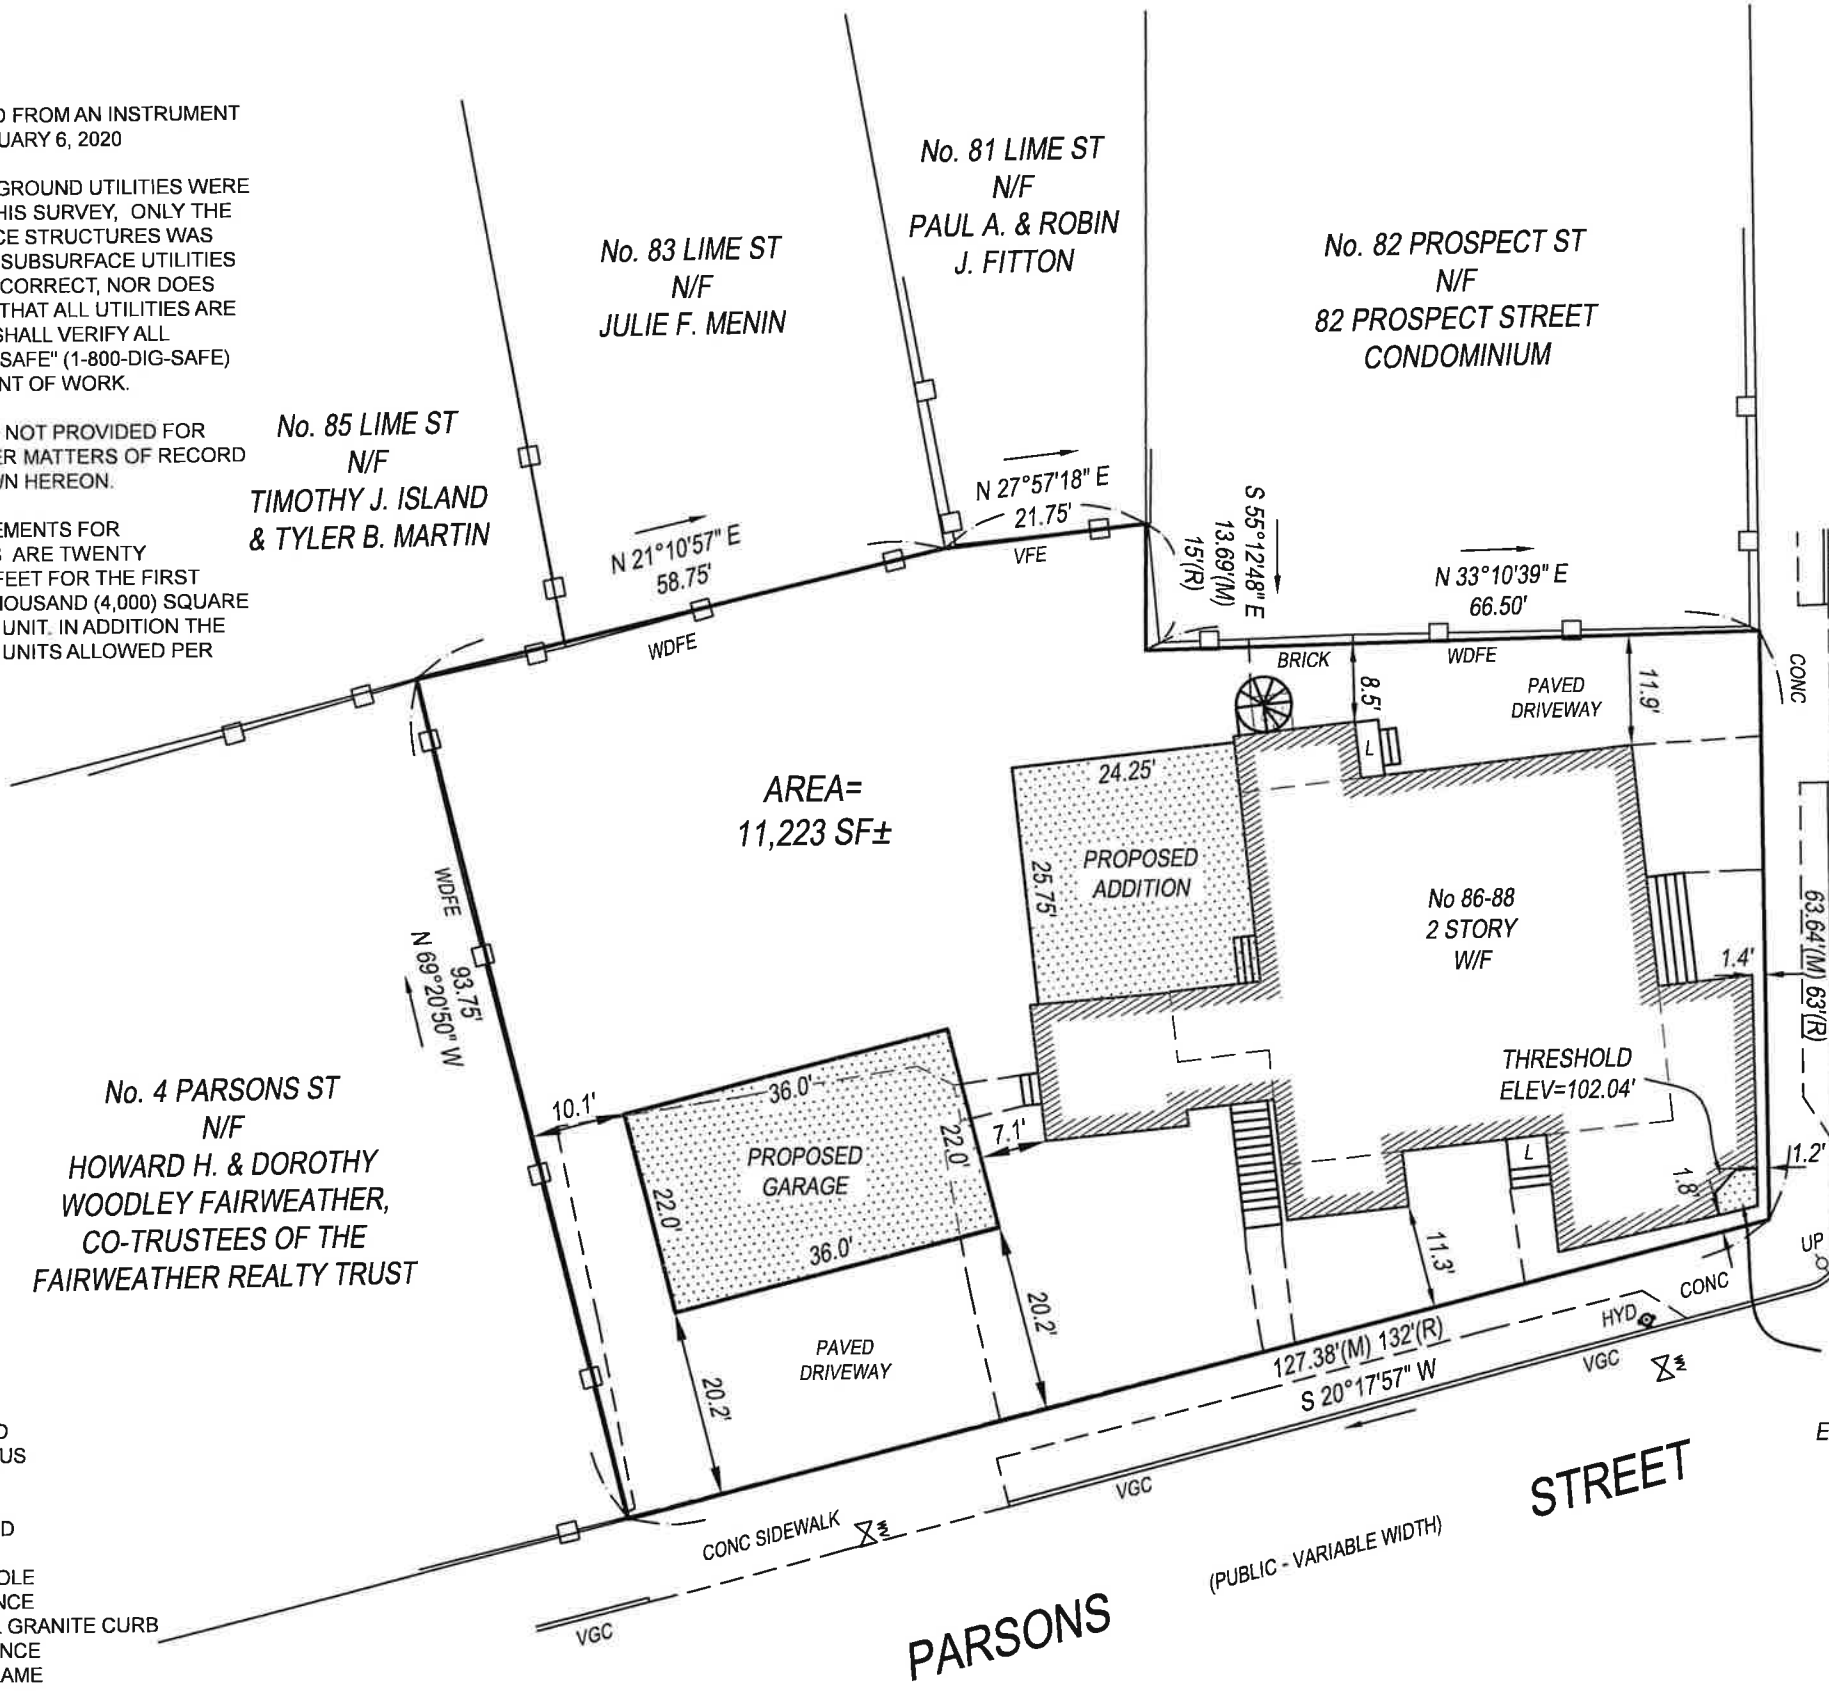 D FROM AN INSTRUMENT
UARY 6, 2020
GROUND UTILITIES WERE
HIS SURVEY, ONLY THE
CE STRUCTURES WAS
SUBSURFACE UTILITIES
CORRECT, NOR DOES
THAT ALL UTILITIES ARE
SHALL VERIFY ALL
SAFE" (1-800-DIG-SAFE)
NT OF WORK.
NOT PROVIDED FOR
ER MATTERS OF RECORD
WN HEREON.
EMENTS FOR
S ARE TWENTY
FEET FOR THE FIRST
HOUSAND (4,000) SQUARE
UNIT. IN ADDITION THE
UNITS ALLOWED PER
No. 85 LIME ST
N/F
TIMOTHY J. ISLAND
& TYLER B. MARTIN
No. 83 LIME ST
N/F
JULIE F. MENIN
No. 81 LIME ST
N/F
PAUL A. & ROBIN
J. FITTON
No. 82 PROSPECT ST
N/F
82 PROSPECT STREET
CONDOMINIUM
N 21°10'57" E
58.75'
WDFE
N 27°57'18" E
21.75'
VFE
S 55°12'48" E
13.69'(M)
15'(R)
N 33°10'39" E
66.50'
BRICK
WDFE
CONC
8.5'
PAVED
DRIVEWAY
11.9'
L
AREA=
11,223 SF±
24.25'
25.75'
PROPOSED
ADDITION
No 86-88
2 STORY
W/F
1.4'
63.64'(M) 63'(R)
WDFE
93.75'
N 69°20'50" W
THRESHOLD
ELEV=102.04'
No. 4 PARSONS ST
N/F
HOWARD H. & DOROTHY
WOODLEY FAIRWEATHER,
CO-TRUSTEES OF THE
FAIRWEATHER REALTY TRUST
10.1'
36.0'
22.0'
PROPOSED
GARAGE
22.0'
36.0'
7.1'
L
1.8'
1.2'
11.3'
20.2'
20.2'
PAVED
DRIVEWAY
UP
CONC
HYD
VGC
127.38'(M) 132'(R)
S 20°17'57" W
VGC
CONC SIDEWALK
VGC
E
PARSONS
STREET
(PUBLIC - VARIABLE WIDTH)
D
US
D
OLE
NCE
L GRANITE CURB
NCE
AME